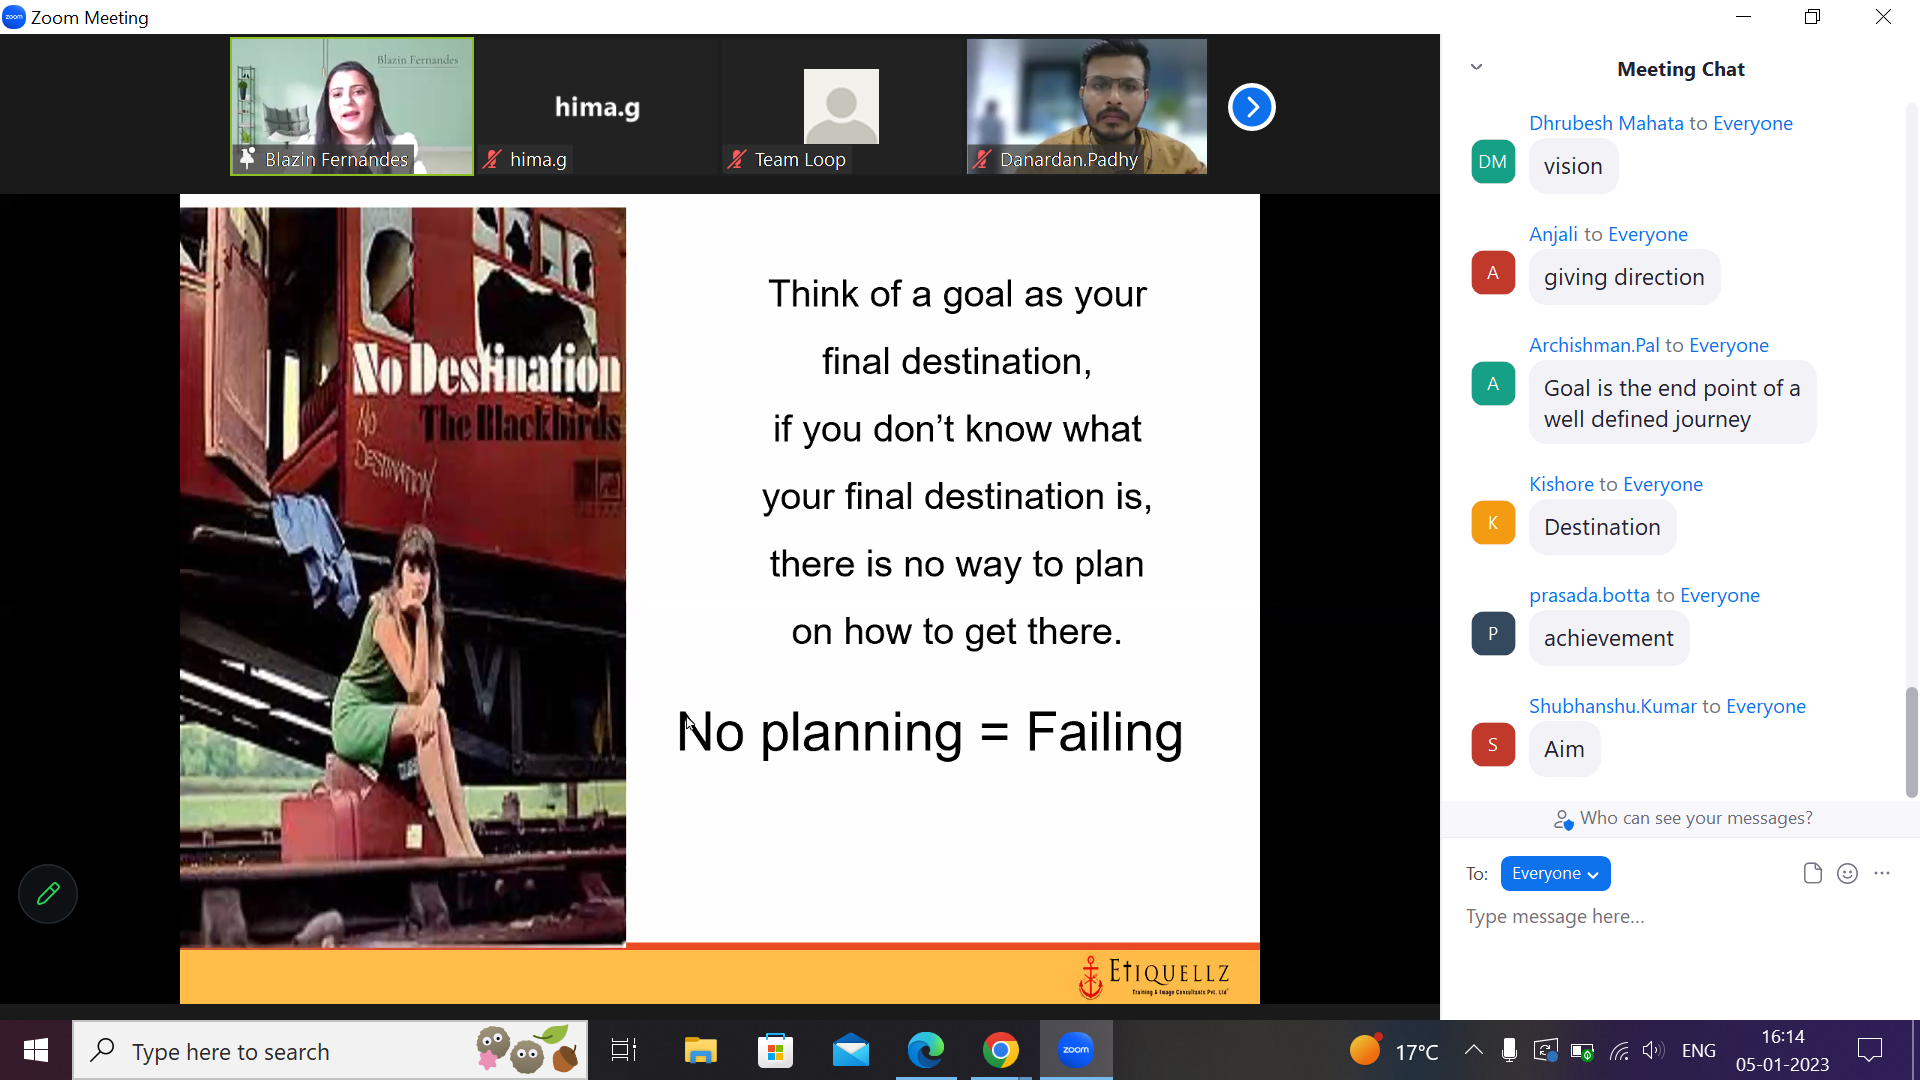 Zoom Meeting
zoom
Blazin Fernandes
Blazin Fernandes
hima.g
hima.g
Team Loop
Danardan.Padhy
No Destination
The Blackbirds
No
Destination
Think of a goal as your
final destination,
if you don’t know what
your final destination is,
there is no way to plan
on how to get there.
No planning = Failing
ETIQUELLZ
Training & Image Consultants Pvt. Ltd
Meeting Chat
Dhrubesh Mahata to Everyone
DM
vision
Anjali to Everyone
A
giving direction
Archishman.Pal to Everyone
A
Goal is the end point of a
well defined journey
Kishore to Everyone
K
Destination
prasada.botta to Everyone
P
achievement
Shubhanshu.Kumar to Everyone
S
Aim
Who can see your messages?
To: Everyone
Type message here...
Type here to search
zoom
17°C
ENG
16:14
05-01-2023